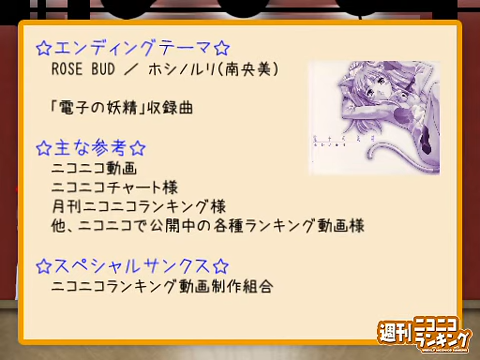 ☆エンディングテーマ☆
ROSE BUD ／ ホシノルリ(南央美)
「電子の妖精」収録曲
☆主な参考☆
ニコニコ動画
ニコニコチャート様
月刊ニコニコランキング様
他、ニコニコで公開中の各種ランキング動画様
☆スペシャルサンクス☆
ニコニコランキング動画制作組合
週刊ニコニコランキング